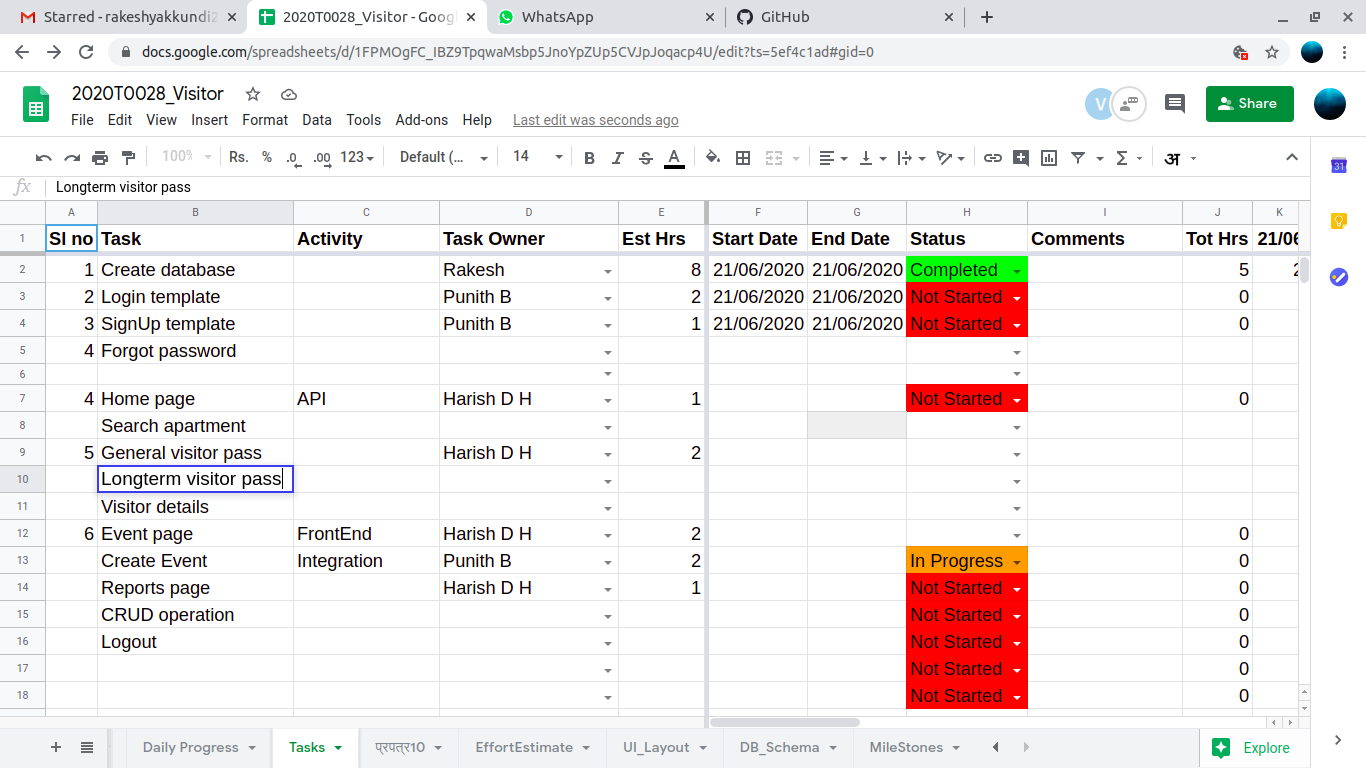 Starred - rakeshyakkundi2
2020T0028_Visitor - Goog
WhatsApp
GitHub
docs.google.com/spreadsheets/d/1FPMOgFC_IBZ9TpqwaMsbp5JnoYpZUp5CVJpJoqacp4U/edit?ts=5ef4c1ad#gid=0
2020T0028_Visitor
File Edit View Insert Format Data Tools Add-ons Help Last edit was seconds ago
V
Share
100% Rs. % .0 .00 123 Default (... 14 B I S A अ
31
fx Longterm visitor pass
A B C D E F G H I J K
1 Sl no Task Activity Task Owner Est Hrs Start Date End Date Status Comments Tot Hrs 21/06
2 1 Create database Rakesh 8 21/06/2020 21/06/2020 Completed 5 2
3 2 Login template Punith B 2 21/06/2020 21/06/2020 Not Started 0
4 3 SignUp template Punith B 1 21/06/2020 21/06/2020 Not Started 0
5 4 Forgot password
6
7 4 Home page API Harish D H 1 Not Started 0
8 Search apartment
9 5 General visitor pass Harish D H 2
10 Longterm visitor pass
11 Visitor details
12 6 Event page FrontEnd Harish D H 2 0
13 Create Event Integration Punith B 2 In Progress 0
14 Reports page Harish D H 1 Not Started 0
15 CRUD operation Not Started 0
16 Logout Not Started 0
17 Not Started 0
18 Not Started 0
Daily Progress Tasks प्रपत्र10 EffortEstimate UI_Layout DB_Schema MileStones Explore